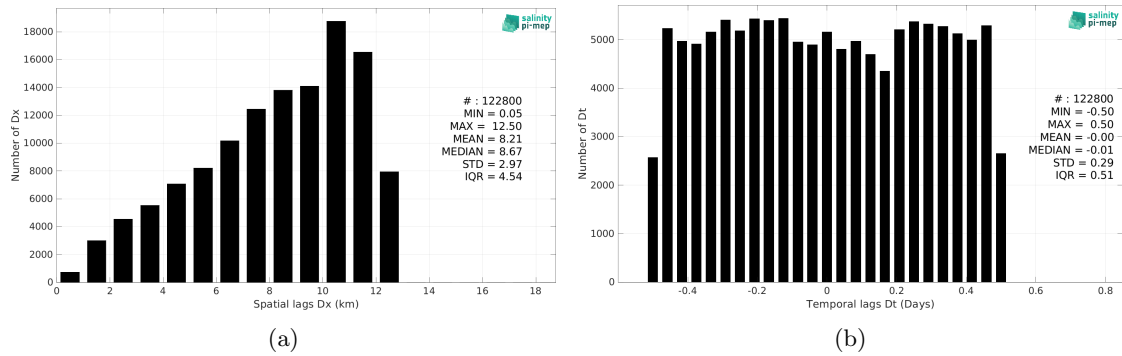 salinity
pi-mep
18000
16000
14000
12000
10000
8000
6000
4000
2000
0
Number of Dx
# : 122800
MIN = 0.05
MAX = 12.50
MEAN = 8.21
MEDIAN = 8.67
STD = 2.97
IQR = 4.54
0 2 4 6 8 10 12 14 16 18
Spatial lags Dx (km)
(a)
salinity
pi-mep
5000
4000
3000
2000
1000
0
Number of Dt
# : 122800
MIN = -0.50
MAX = 0.50
MEAN = -0.00
MEDIAN = -0.01
STD = 0.29
IQR = 0.51
-0.4 -0.2 0 0.2 0.4 0.6 0.8
Temporal lags Dt (Days)
(b)